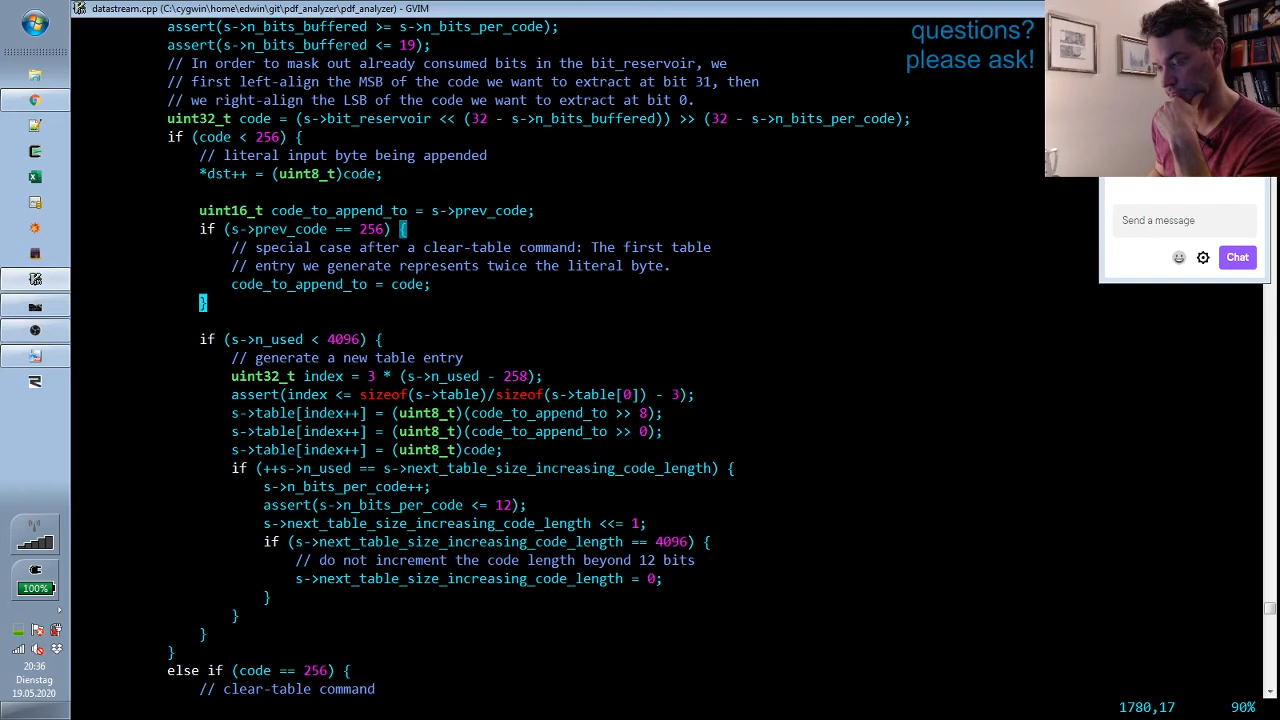 datastream.cpp (C:\cygwin\home\edwin\git\pdf_analyzer\pdf_analyzer) - GVIM
assert(s->n_bits_buffered >= s->n_bits_per_code);
assert(s->n_bits_buffered <= 19);
// In order to mask out already consumed bits in the bit_reservoir, we
// first left-align the MSB of the code we want to extract at bit 31, then
// we right-align the LSB of the code we want to extract at bit 0.
uint32_t code = (s->bit_reservoir << (32 - s->n_bits_buffered)) >> (32 - s->n_bits_per_code);
if (code < 256) {
// literal input byte being appended
*dst++ = (uint8_t)code;
uint16_t code_to_append_to = s->prev_code;
if (s->prev_code == 256) {
// special case after a clear-table command: The first table
// entry we generate represents twice the literal byte.
code_to_append_to = code;
}
if (s->n_used < 4096) {
// generate a new table entry
uint32_t index = 3 * (s->n_used - 258);
assert(index <= sizeof(s->table)/sizeof(s->table[0]) - 3);
s->table[index++] = (uint8_t)(code_to_append_to >> 8);
s->table[index++] = (uint8_t)(code_to_append_to >> 0);
s->table[index++] = (uint8_t)code;
if (++s->n_used == s->next_table_size_increasing_code_length) {
s->n_bits_per_code++;
assert(s->n_bits_per_code <= 12);
s->next_table_size_increasing_code_length <<= 1;
if (s->next_table_size_increasing_code_length == 4096) {
// do not increment the code length beyond 12 bits
s->next_table_size_increasing_code_length = 0;
}
}
}
}
else if (code == 256) {
// clear-table command
1780,17 90%
questions?
please ask!
Send a message
Chat
100%
20:36
Dienstag
19.05.2020